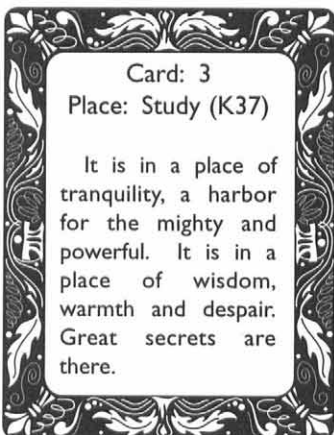 Card: 3
Place: Study (K37)
It is in a place of
tranquility, a harbor
for the mighty and
powerful. It is in a
place of wisdom,
warmth and despair.
Great secrets are
there.